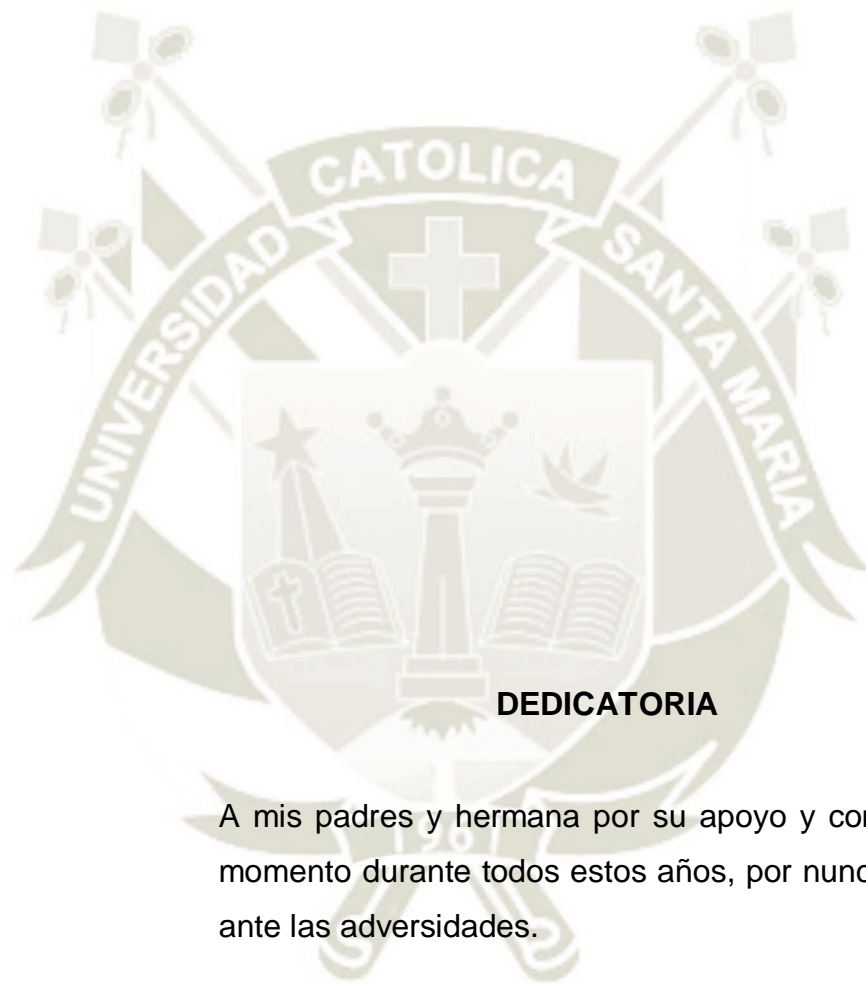 CATOLICA
UNIVERSIDAD
SANTA MARIA
DEDICATORIA
A mis padres y hermana por su apoyo y
momento durante todos estos años, por
ante las adversidades.
1961